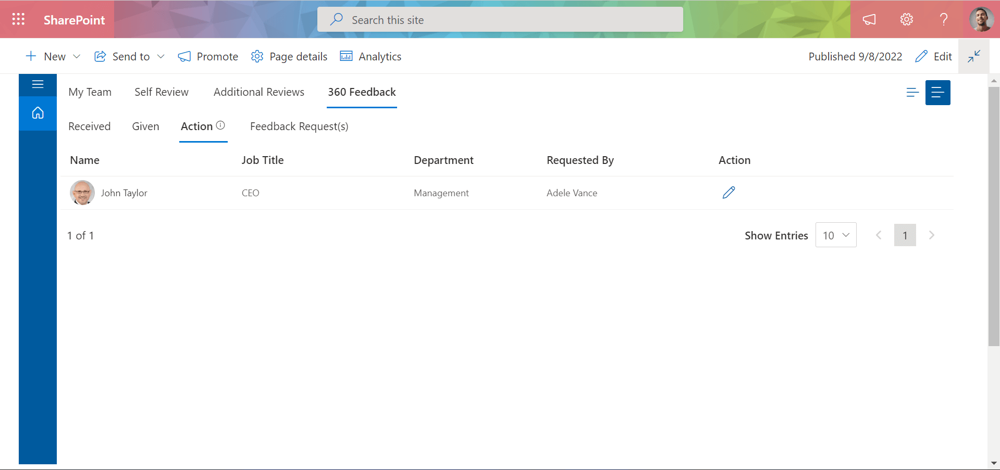 SharePoint
Search this site
New
Send to
Promote
Page details
Analytics
Published 9/8/2022
Edit
My Team
Self Review
Additional Reviews
360 Feedback
Received
Given
Action
Feedback Request(s)
Name
Job Title
Department
Requested By
Action
John Taylor
CEO
Management
Adele Vance
1 of 1
Show Entries
10
1